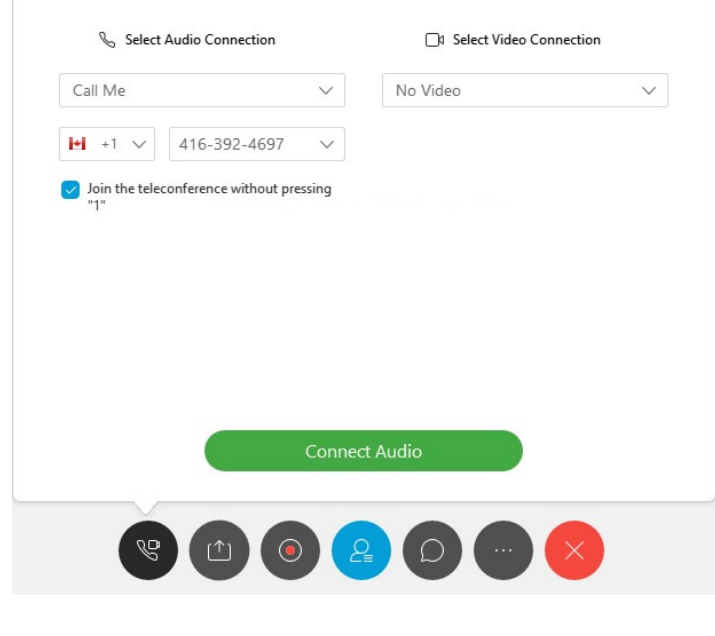 Select Audio Connection
Select Video Connection
Call Me
No Video
+1
416-392-4697
Join the teleconference without pressing
"1"
Connect Audio